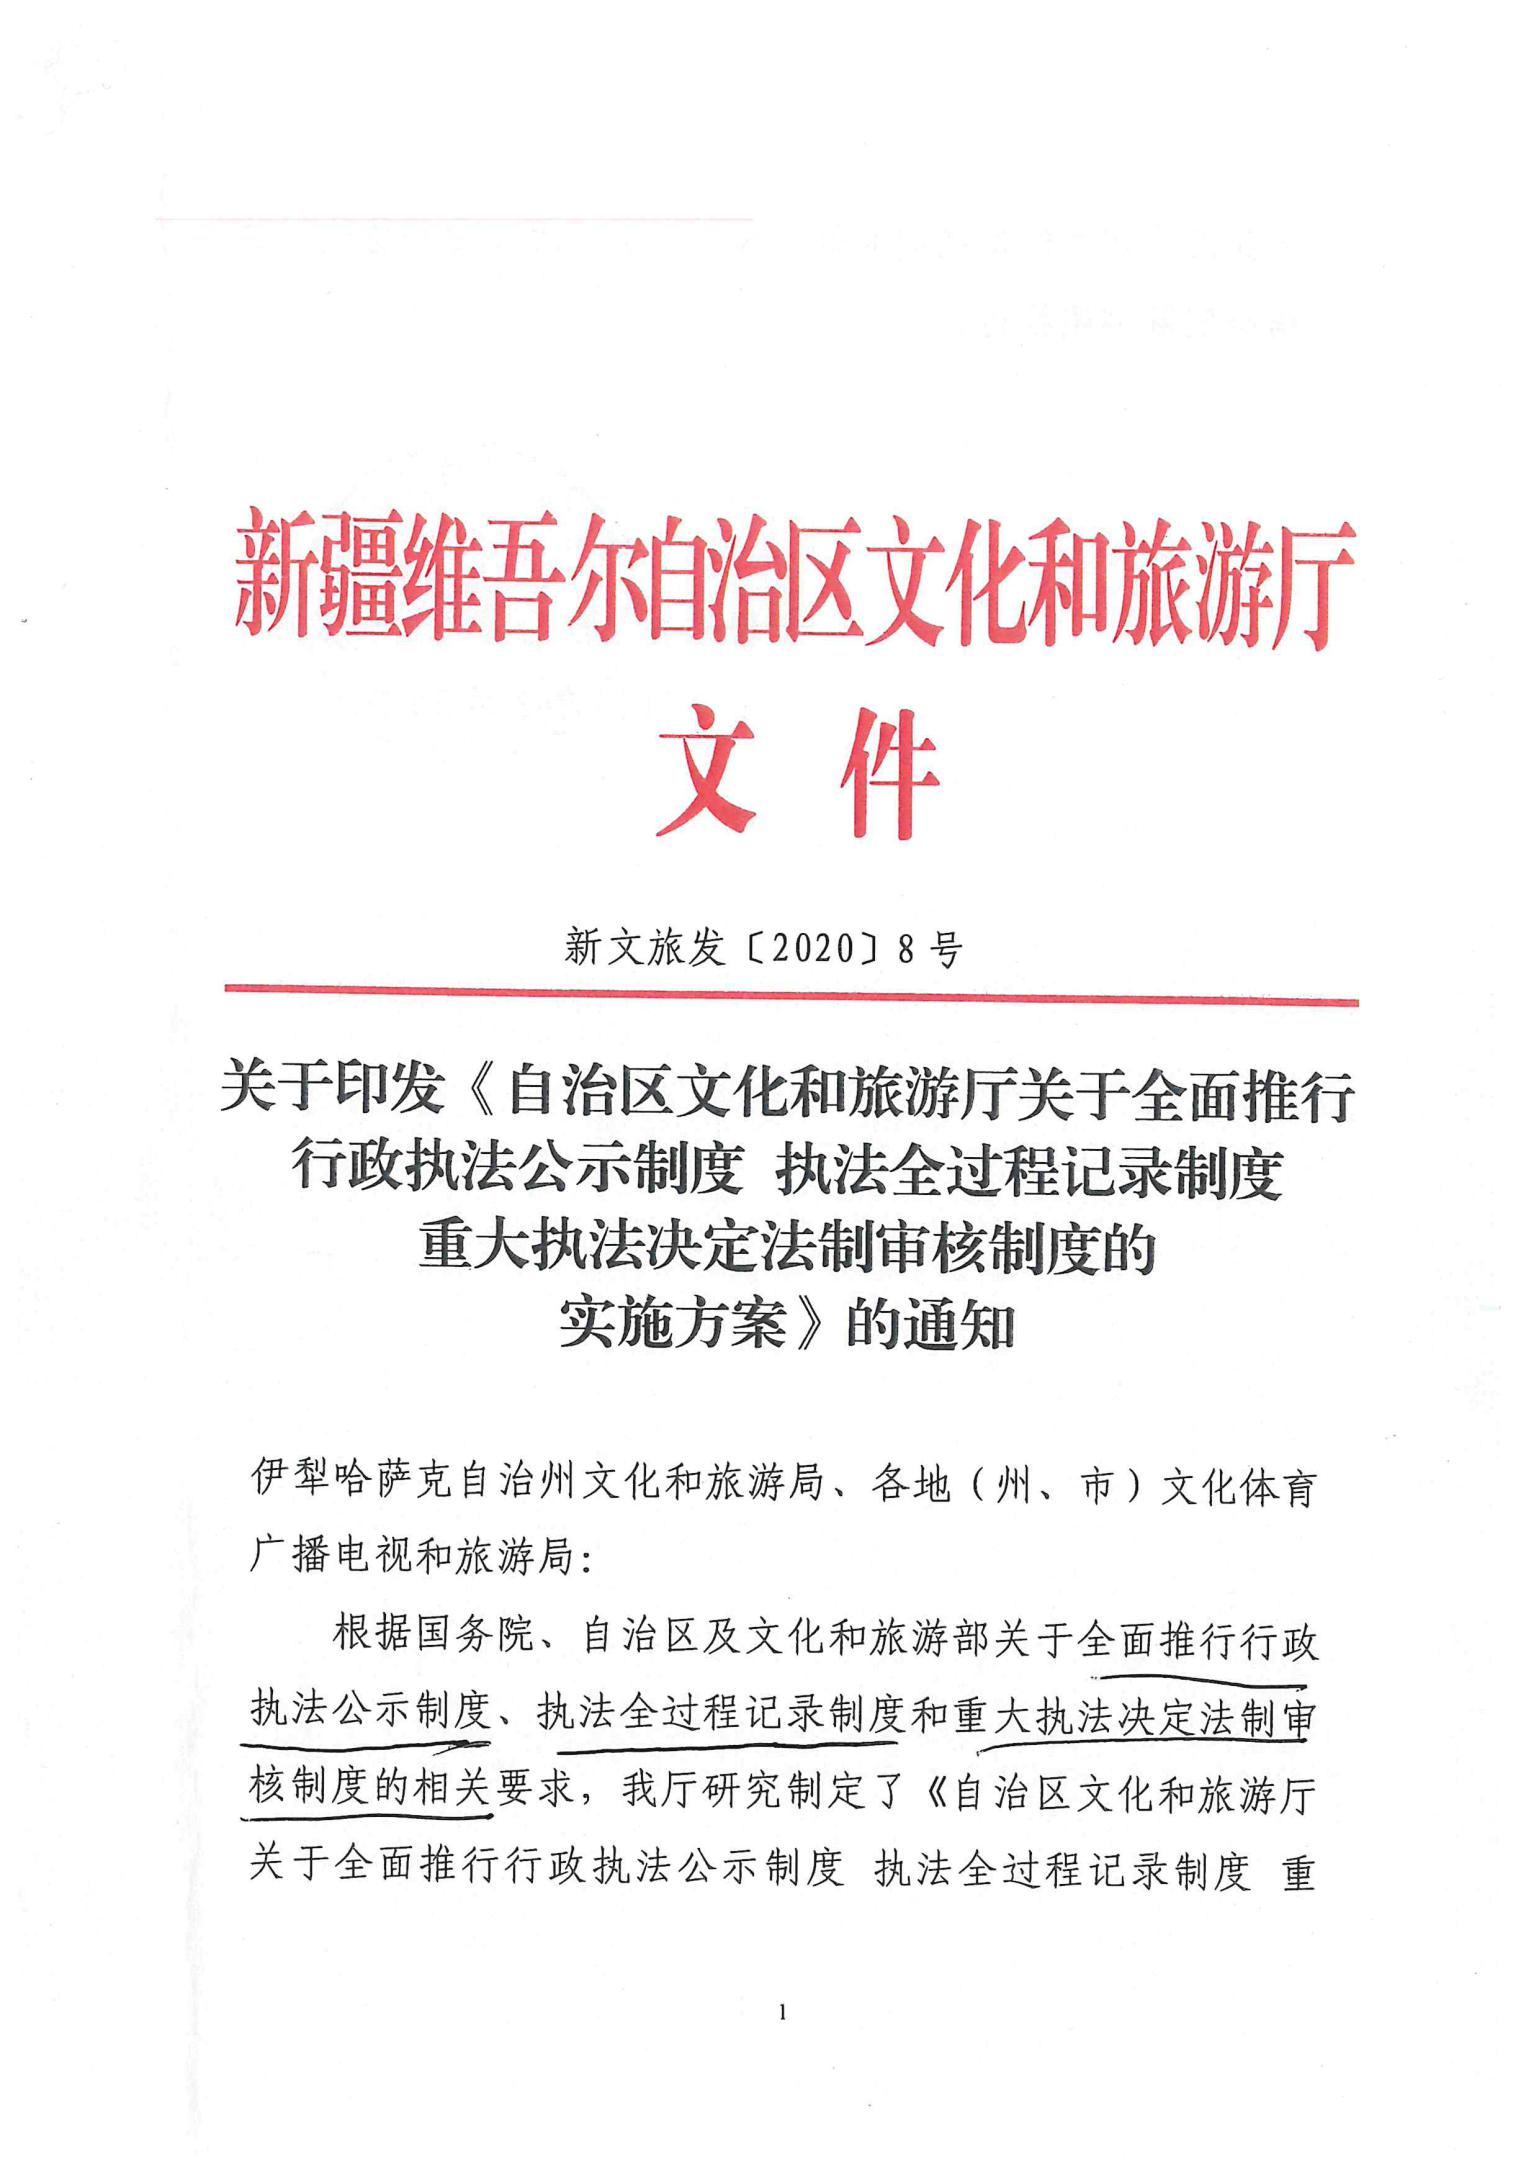 新疆维吾尔自治区文化和旅游厅
文件
新文旅发〔2020〕8号
关于印发《自治区文化和旅游厅关于全面推行
行政执法公示制度 执法全过程记录制度
重大执法决定法制审核制度的
实施方案》的通知
伊犁哈萨克自治州文化和旅游局、各地（州、市）文化体育
广播电视和旅游局：
根据国务院、自治区及文化和旅游部关于全面推行行政
执法公示制度、执法全过程记录制度和重大执法决定法制审
核制度的相关要求，我厅研究制定了《自治区文化和旅游厅
关于全面推行行政执法公示制度 执法全过程记录制度 重
1